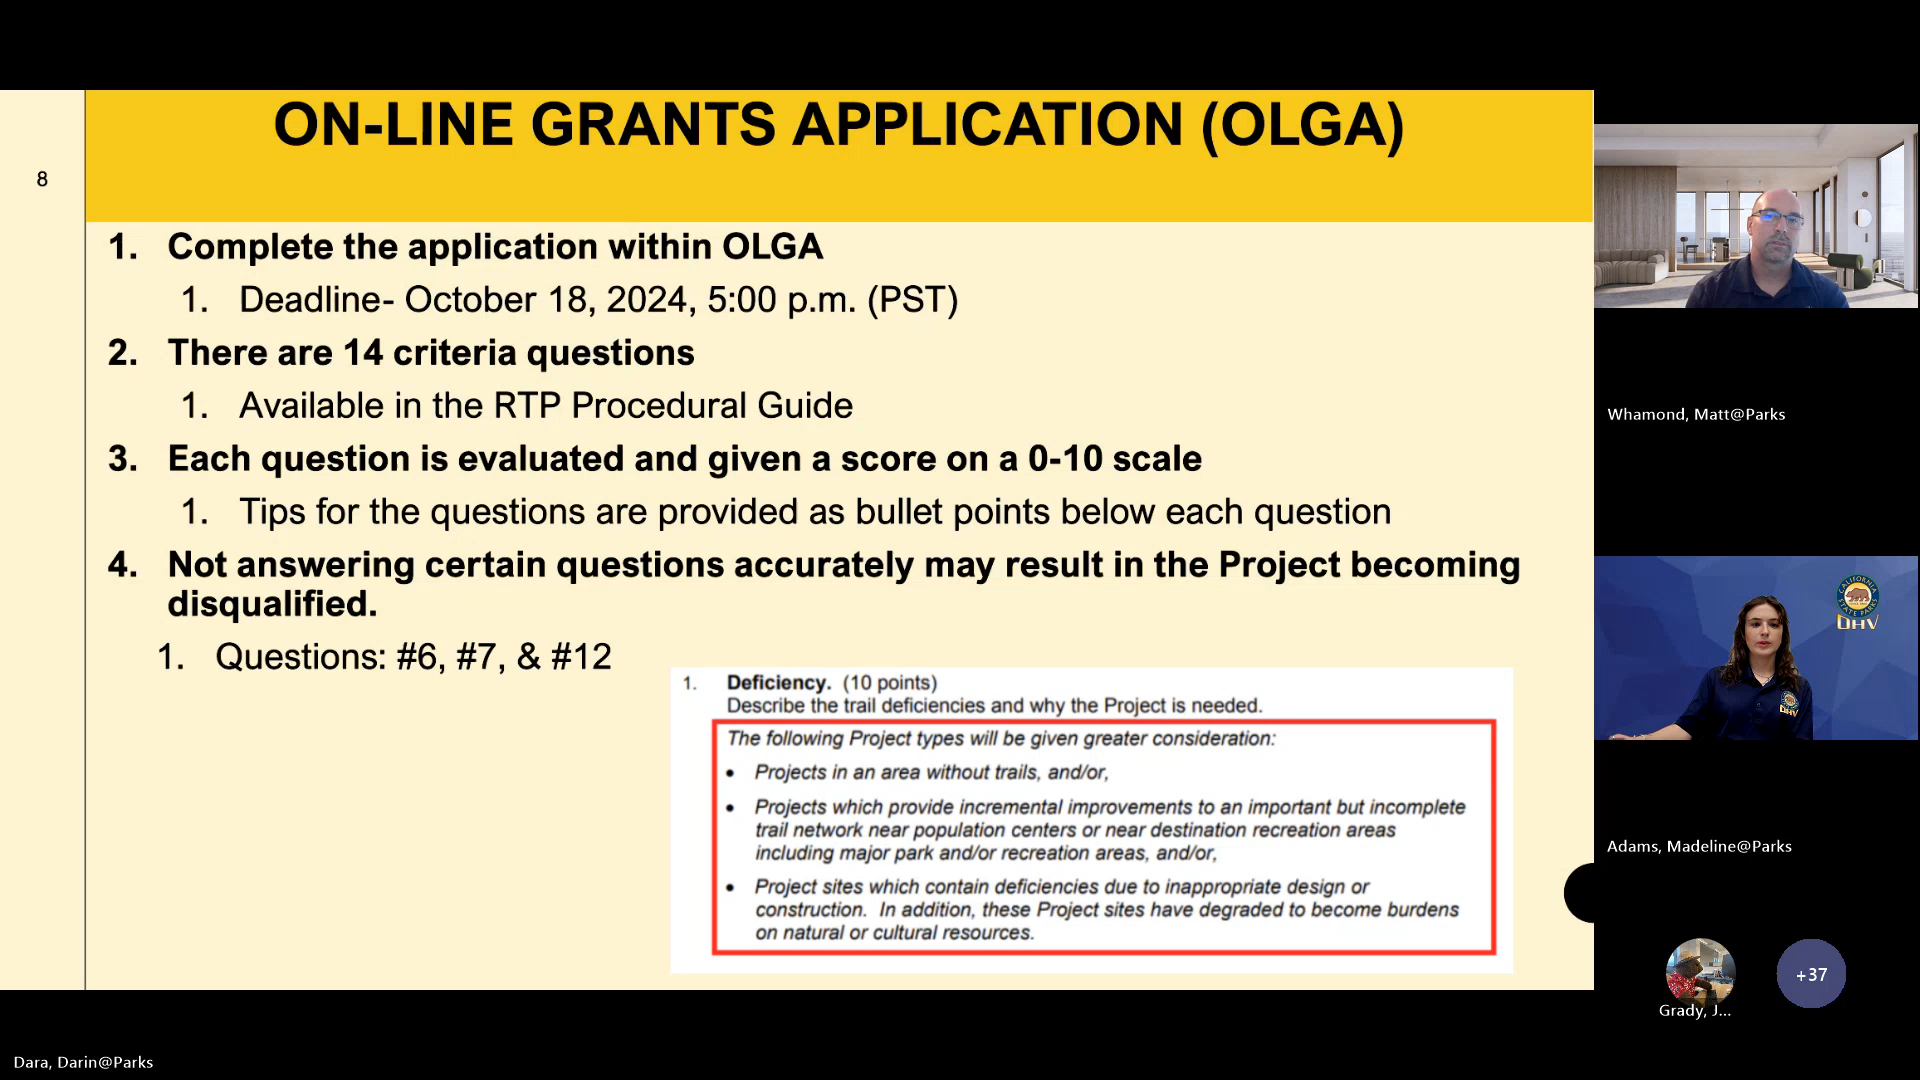 ON-LINE GRANTS APPLICATION (OLGA)
8
1. Complete the application within OLGA
1. Deadline- October 18, 2024, 5:00 p.m. (PST)
2. There are 14 criteria questions
1. Available in the RTP Procedural Guide
3. Each question is evaluated and given a score on a 0-10 scale
1. Tips for the questions are provided as bullet points below each question
4. Not answering certain questions accurately may result in the Project becoming
disqualified.
1. Questions: #6, #7, & #12
1. Deficiency. (10 points)
Describe the trail deficiencies and why the Project is needed.
The following Project types will be given greater consideration:
• Projects in an area without trails, and/or,
• Projects which provide incremental improvements to an important but incomplete
trail network near population centers or near destination recreation areas
including major park and/or recreation areas, and/or,
• Project sites which contain deficiencies due to inappropriate design or
construction. In addition, these Project sites have degraded to become burdens
on natural or cultural resources.
Whamond, Matt@Parks
CALIFORNIA
STATE PARKS
OHV
OHV
Adams, Madeline@Parks
+37
Grady, J...
Dara, Darin@Parks